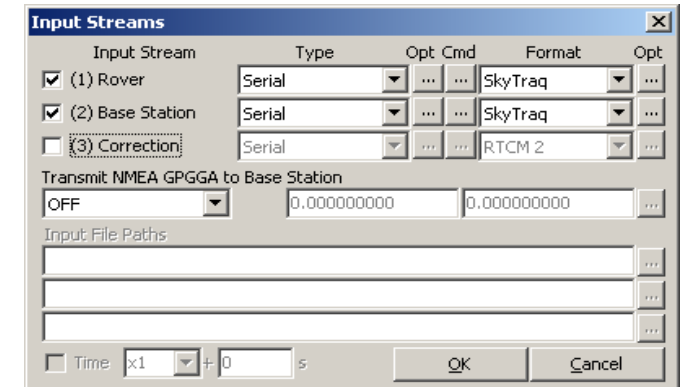 Input Streams
Input Stream Type Opt Cmd Format Opt
(1) Rover Serial ... ... SkyTraq ...
(2) Base Station Serial ... ... SkyTraq ...
(3) Correction Serial ... ... RTCM 2 ...
Transmit NMEA GPGGA to Base Station
OFF 0.000000000 0.000000000 ...
Input File Paths
...
...
...
Time x1 + 0 s OK Cancel